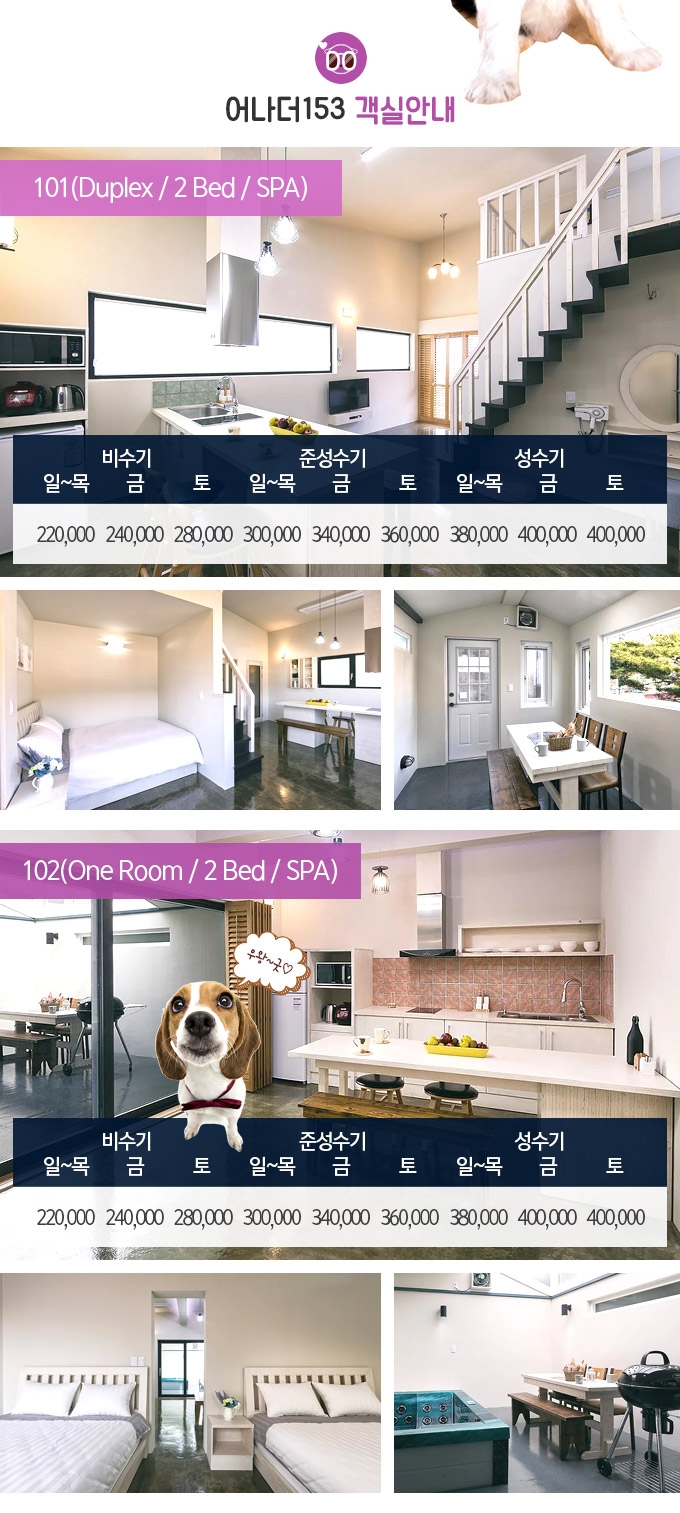 어나더153 객실안내
101(Duplex / 2 Bed / SPA)
비수기 준성수기 성수기
일~목 금 토 일~목 금 토 일~목 금 토
220,000 240,000 280,000 300,000 340,000 360,000 380,000 400,000 400,000
102(One Room / 2 Bed / SPA)
우왕~굿♡
비수기 준성수기 성수기
일~목 금 토 일~목 금 토 일~목 금 토
220,000 240,000 280,000 300,000 340,000 360,000 380,000 400,000 400,000